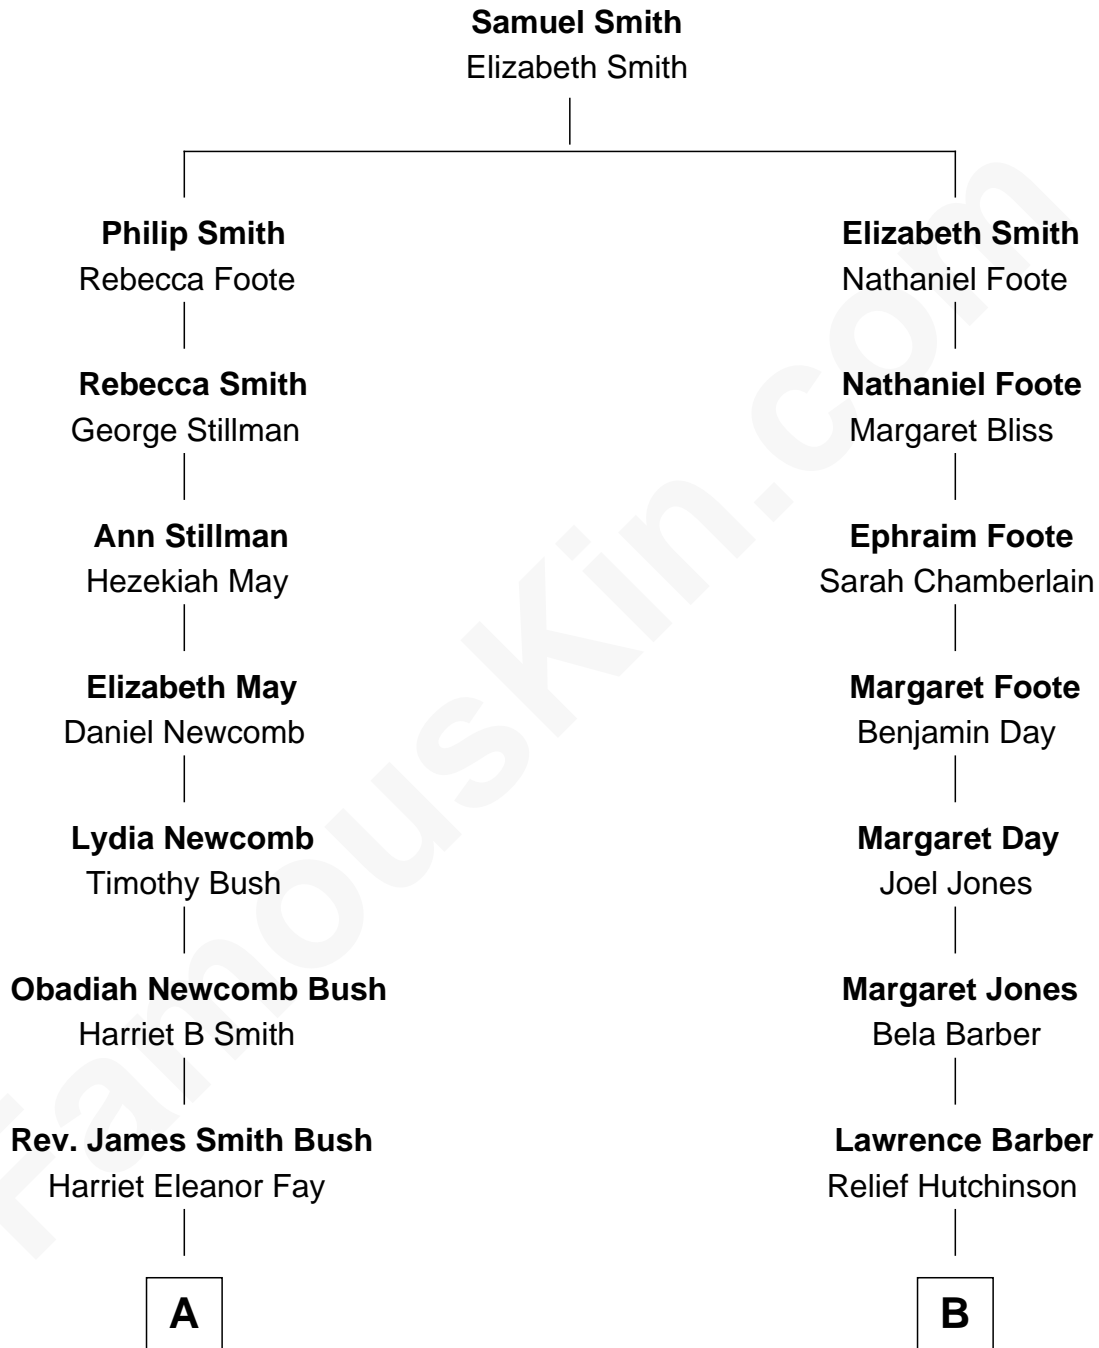 Samuel Smith
Elizabeth Smith
Philip Smith
Rebecca Foote
Elizabeth Smith
Nathaniel Foote
Rebecca Smith
George Stillman
Nathaniel Foote
Margaret Bliss
Ann Stillman
Hezekiah May
Ephraim Foote
Sarah Chamberlain
Elizabeth May
Daniel Newcomb
Margaret Foote
Benjamin Day
Lydia Newcomb
Timothy Bush
Margaret Day
Joel Jones
Obadiah Newcomb Bush
Harriet B Smith
Margaret Jones
Bela Barber
Rev. James Smith Bush
Harriet Eleanor Fay
Lawrence Barber
Relief Hutchinson
A
B
FamousKin.com